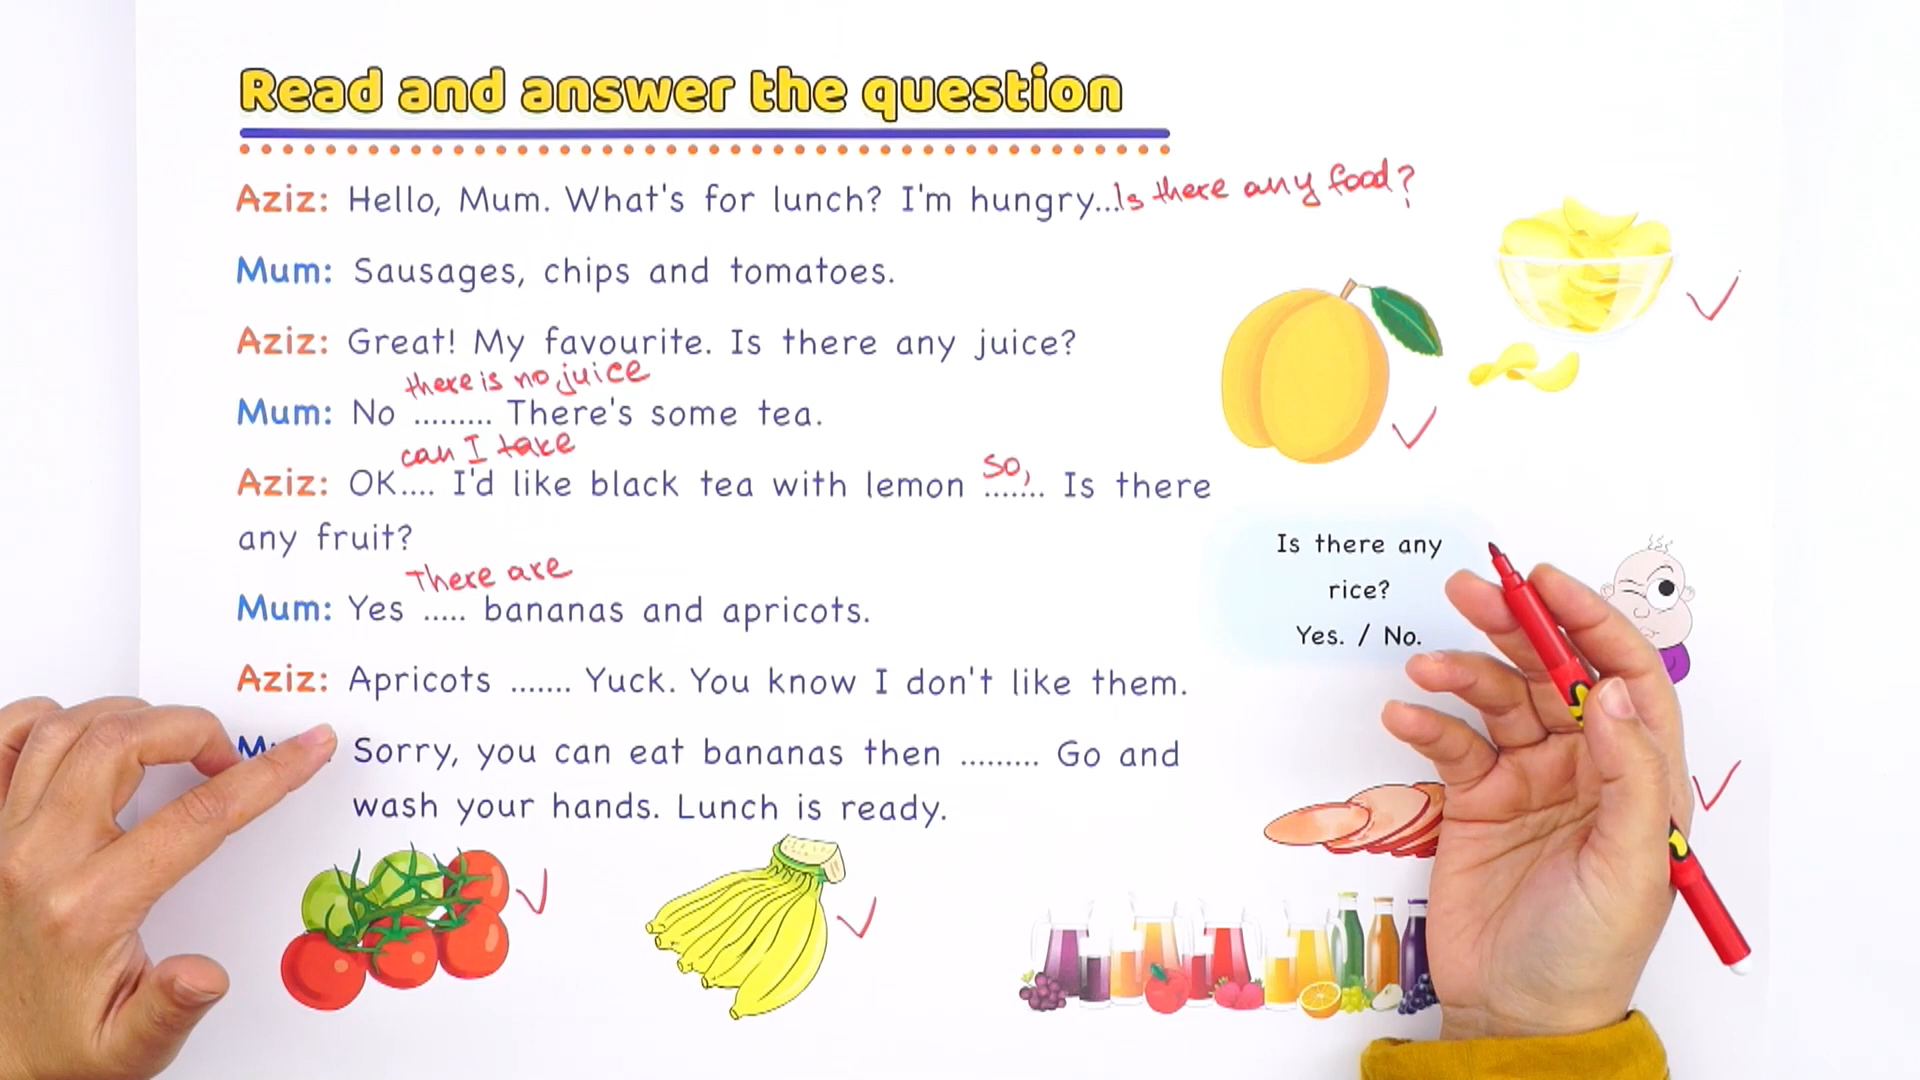 Read and answer the question
Aziz: Hello, Mum. What's for lunch? I'm hungry...Is there any food?
Mum: Sausages, chips and tomatoes.
Aziz: Great! My favourite. Is there any juice?
there is no juice
Mum: No ......... There's some tea.
can I take
Aziz: OK.... I'd like black tea with lemon ....... Is there
so,
any fruit?
There are
Mum: Yes ..... bananas and apricots.
Aziz: Apricots ....... Yuck. You know I don't like them.
Sorry, you can eat bananas then ......... Go and
wash your hands. Lunch is ready.
Is there any
rice?
Yes. / No.